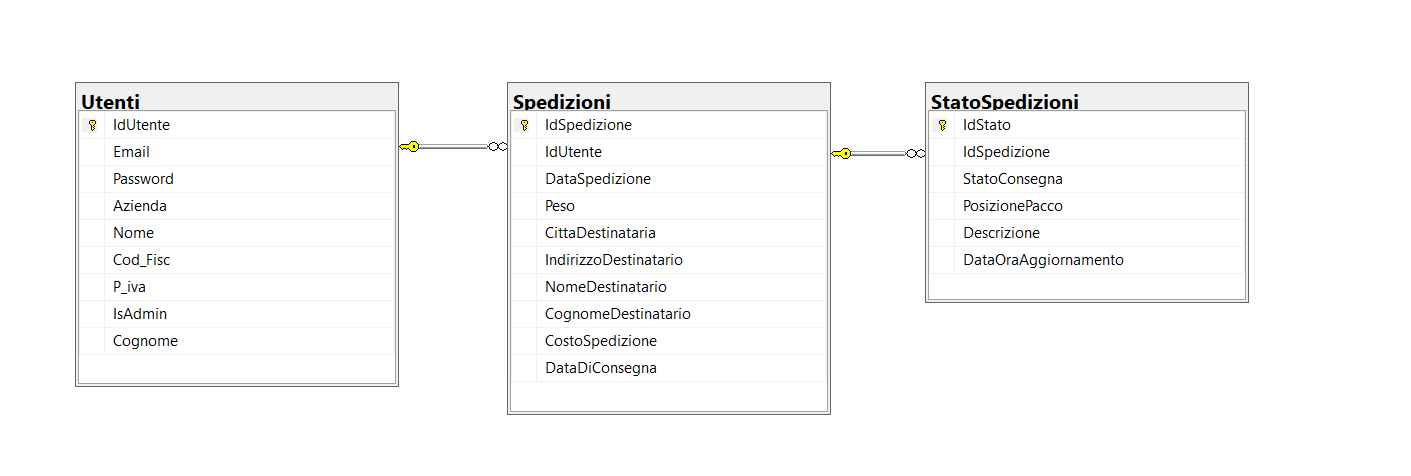 Utenti
IdUtente
Email
Password
Azienda
Nome
Cod_Fisc
P_iva
IsAdmin
Cognome
Spedizioni
IdSpedizione
IdUtente
DataSpedizione
Peso
CittaDestinataria
IndirizzoDestinatario
NomeDestinatario
CognomeDestinatario
CostoSpedizione
DataDiConsegna
StatoSpedizioni
IdStato
IdSpedizione
StatoConsegna
PosizionePacco
Descrizione
DataOraAggiornamento